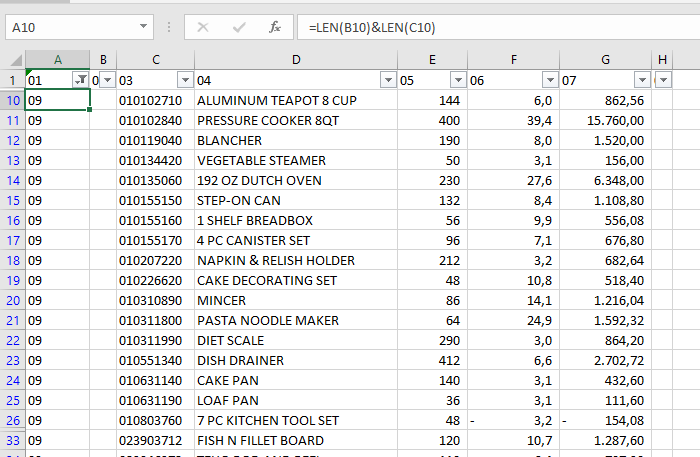 A10 =LEN(B10)&LEN(C10)
A B C D E F G H
1 01 0 03 04 05 06 07
10 09 010102710 ALUMINUM TEAPOT 8 CUP 144 6,0 862,56
11 09 010102840 PRESSURE COOKER 8QT 400 39,4 15.760,00
12 09 010119040 BLANCHER 190 8,0 1.520,00
13 09 010134420 VEGETABLE STEAMER 50 3,1 156,00
14 09 010135060 192 OZ DUTCH OVEN 230 27,6 6.348,00
15 09 010155150 STEP-ON CAN 132 8,4 1.108,80
16 09 010155160 1 SHELF BREADBOX 56 9,9 556,08
17 09 010155170 4 PC CANISTER SET 96 7,1 676,80
18 09 010207220 NAPKIN & RELISH HOLDER 212 3,2 682,64
19 09 010226620 CAKE DECORATING SET 48 10,8 518,40
20 09 010310890 MINCER 86 14,1 1.216,04
21 09 010311800 PASTA NOODLE MAKER 64 24,9 1.592,32
22 09 010311990 DIET SCALE 290 3,0 864,20
23 09 010551340 DISH DRAINER 412 6,6 2.702,72
24 09 010631140 CAKE PAN 140 3,1 432,60
25 09 010631190 LOAF PAN 36 3,1 111,60
26 09 010803760 7 PC KITCHEN TOOL SET 48 - 3,2 - 154,08
33 09 023903712 FISH N FILLET BOARD 120 10,7 1.287,60